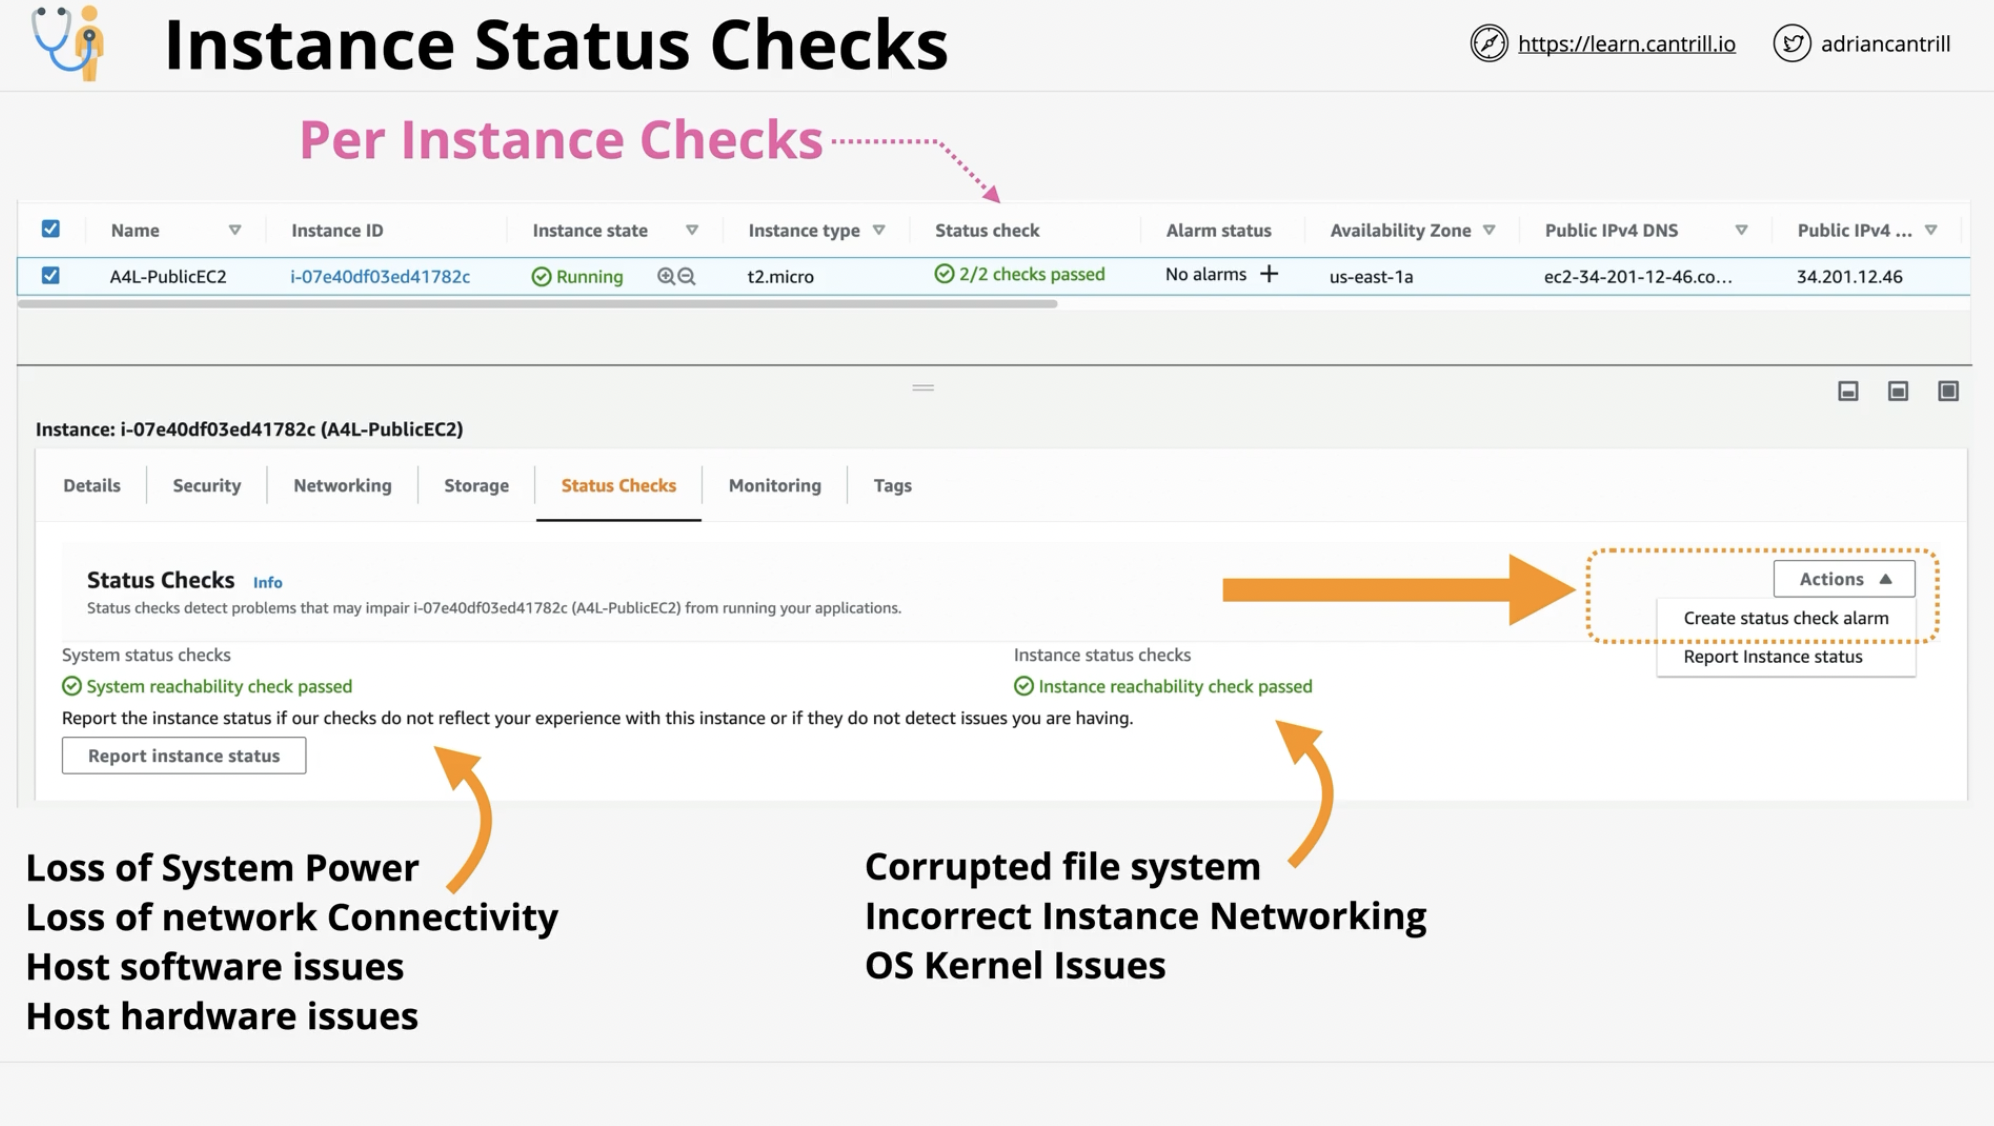 Instance Status Checks
https://learn.cantrill.io
adriancantrill
Per Instance Checks
Name Instance ID Instance state Instance type Status check Alarm status Availability Zone Public IPv4 DNS Public IPv4 ...
A4L-PublicEC2 i-07e40df03ed41782c Running t2.micro 2/2 checks passed No alarms + us-east-1a ec2-34-201-12-46.co... 34.201.12.46
Instance: i-07e40df03ed41782c (A4L-PublicEC2)
Details Security Networking Storage Status Checks Monitoring Tags
Status Checks Info
Actions
Status checks detect problems that may impair i-07e40df03ed41782c (A4L-PublicEC2) from running your applications.
Create status check alarm
Report Instance status
System status checks
System reachability check passed
Instance status checks
Instance reachability check passed
Report the instance status if our checks do not reflect your experience with this instance or if they do not detect issues you are having.
Report instance status
Loss of System Power
Loss of network Connectivity
Host software issues
Host hardware issues
Corrupted file system
Incorrect Instance Networking
OS Kernel Issues